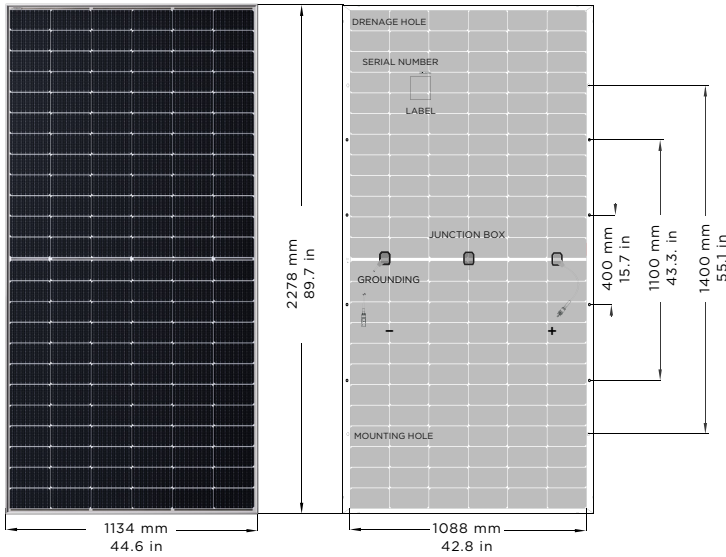 DRENAGE HOLE
SERIAL NUMBER
LABEL
JUNCTION BOX
GROUNDING
−
+
MOUNTING HOLE
2278 mm
89.7 in
400 mm
15.7 in
1100 mm
43.3. in
1400 mm
55.1 in
1134 mm
44.6 in
1088 mm
42.8 in